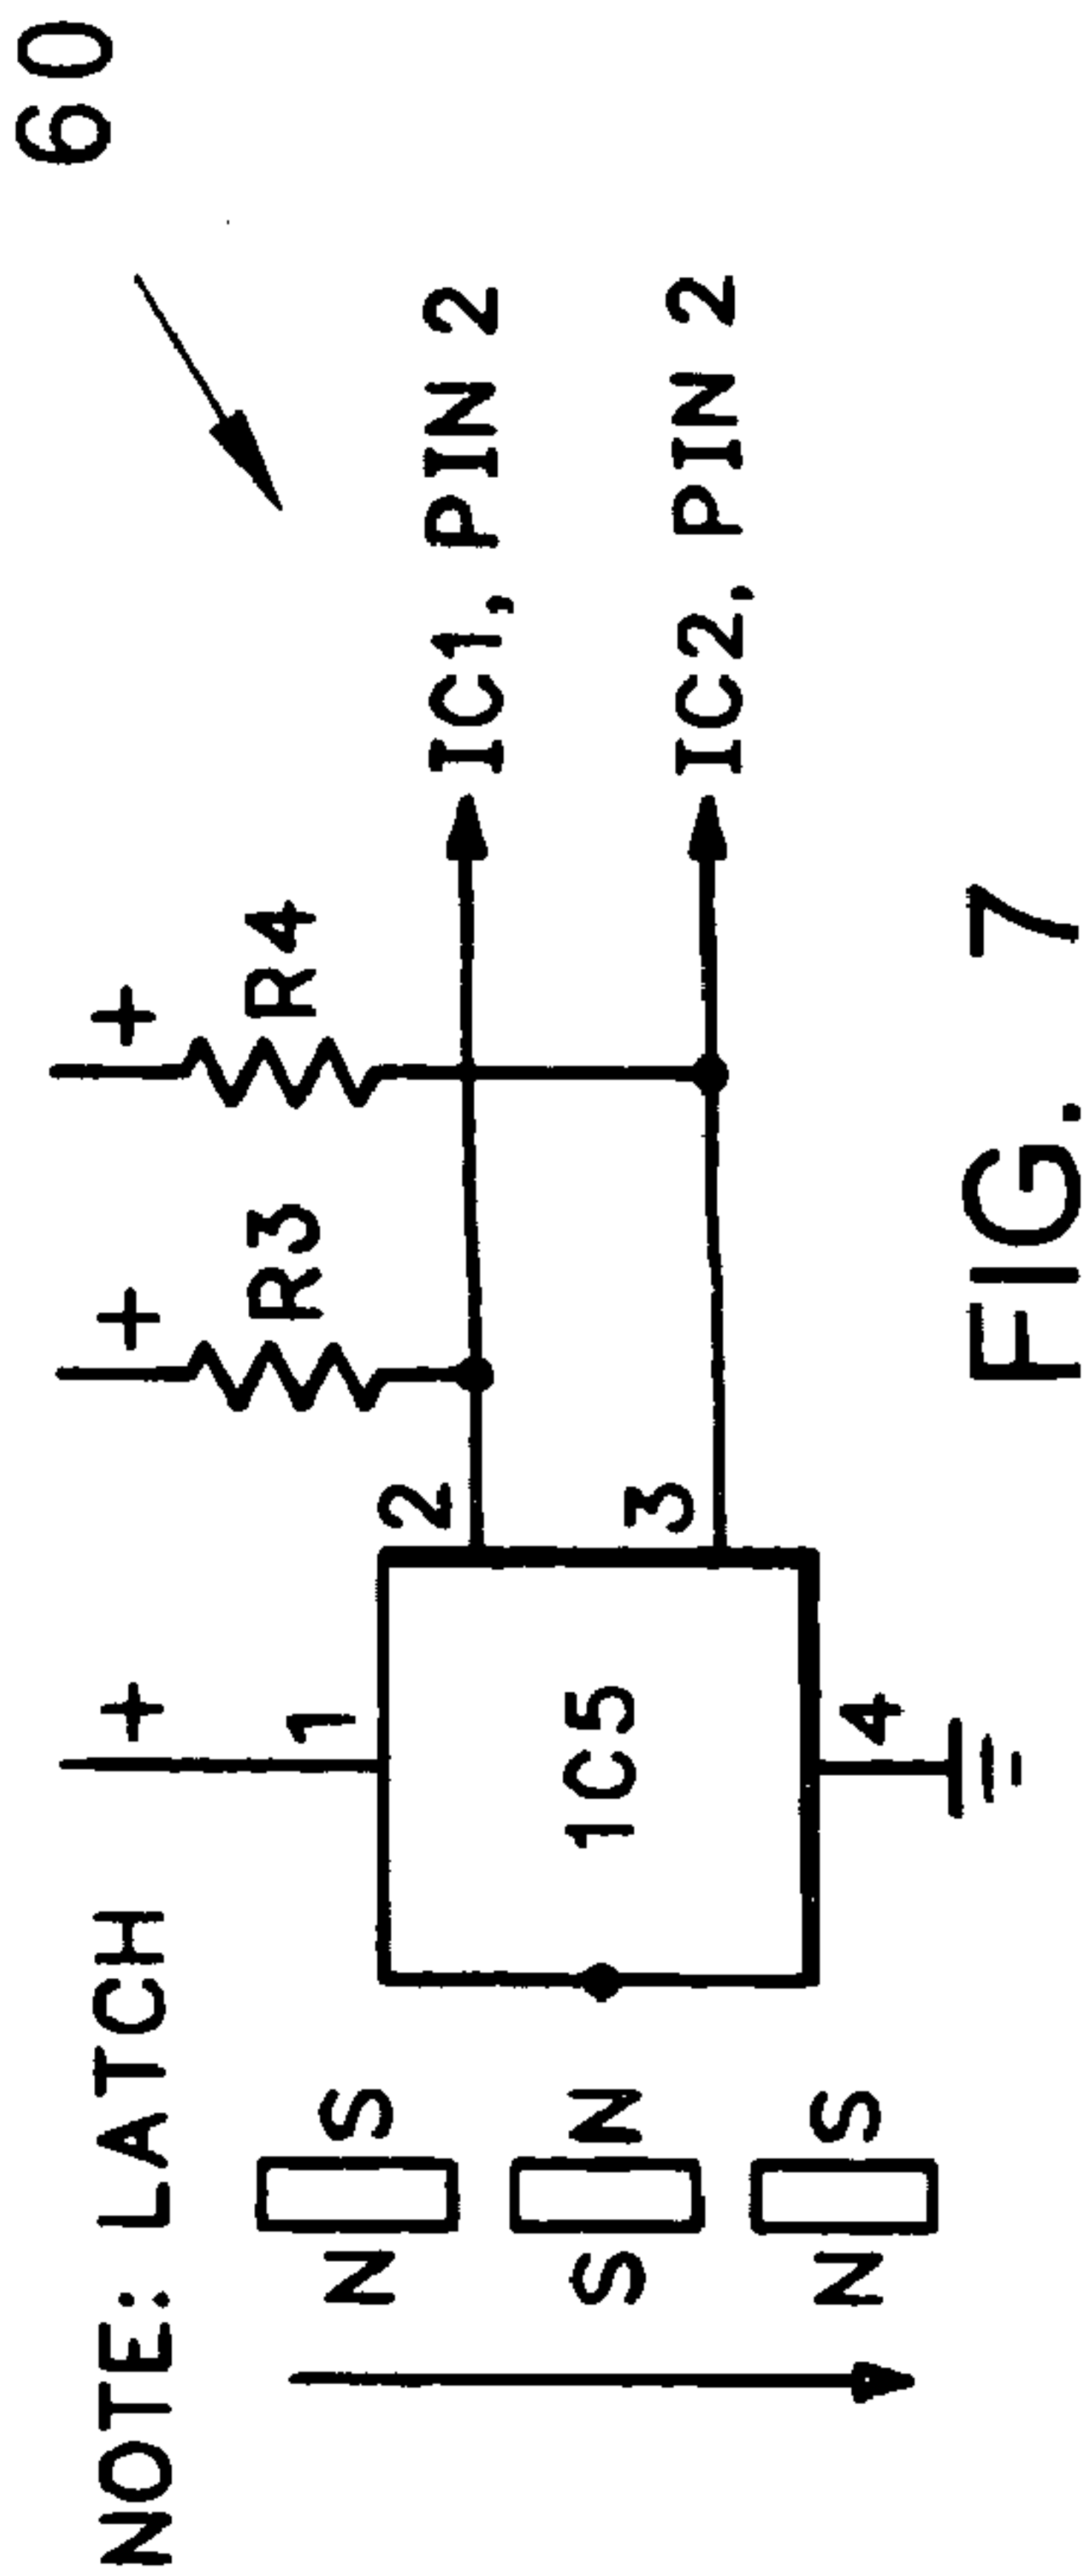 60
NOTE: LATCH
+
+
+
1
R3
R4
N S
2
IC1, PIN 2
S N
1C5
3
IC2, PIN 2
N S
4
FIG. 7